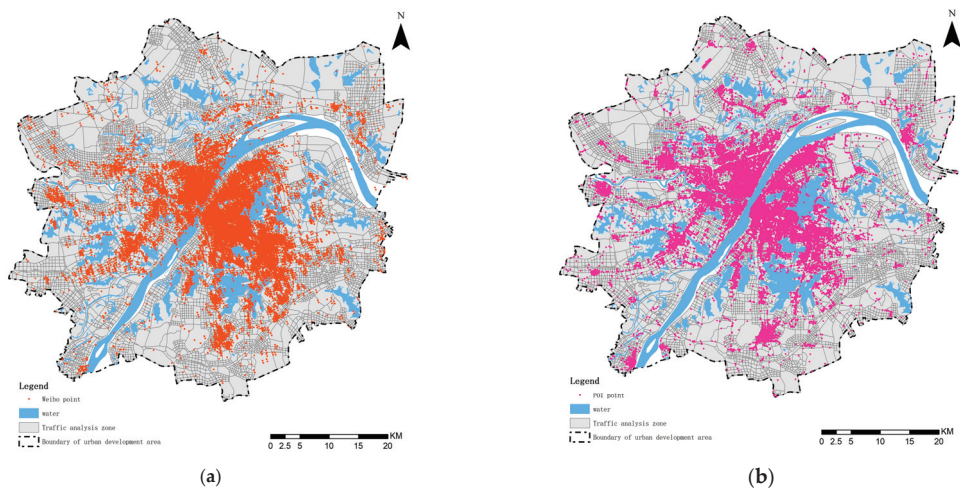 N
Legend
Weibo point
water
Traffic analysis zone
Boundary of urban development area
KM
0 2.5 5 10 15 20
(a)
N
Legend
POI point
water
Traffic analysis zone
Boundary of urban development area
KM
0 2.5 5 10 15 20
(b)